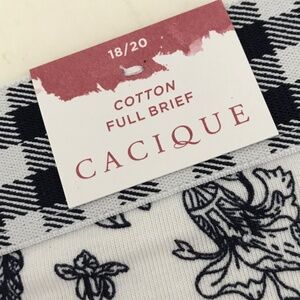 18/20
COTTON
FULL BRIEF
CACIQUE